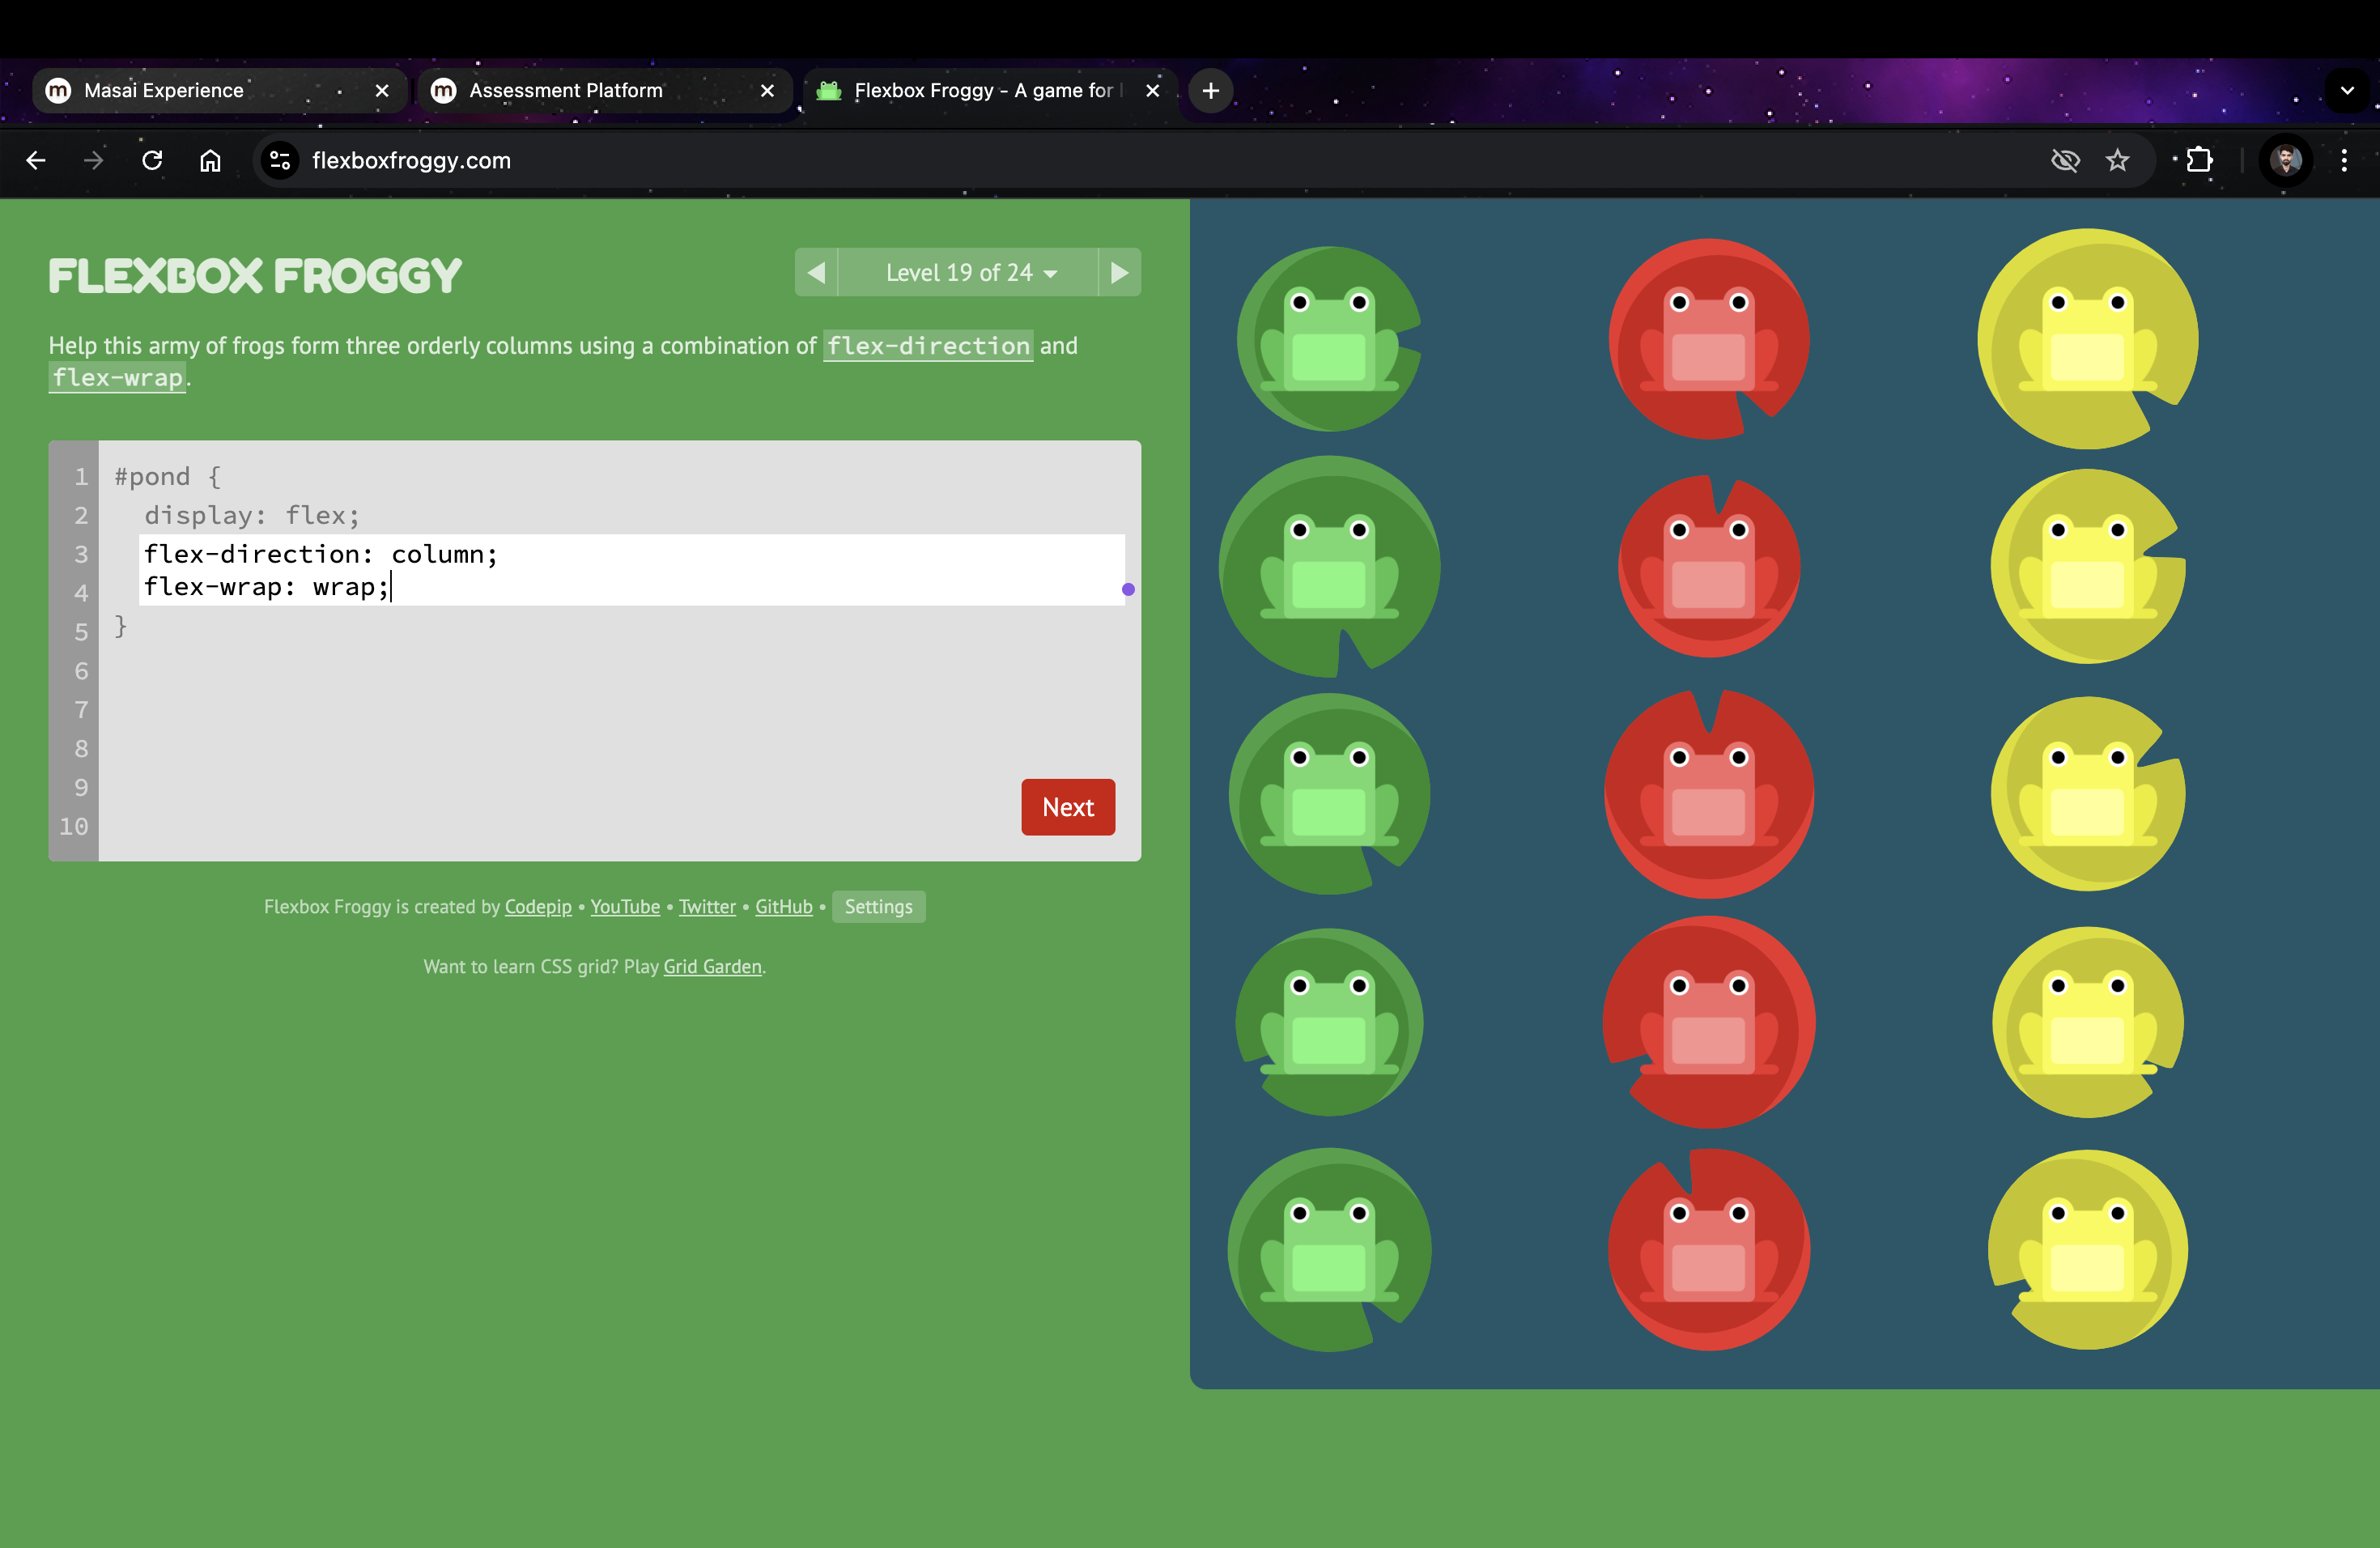 Masai Experience
Assessment Platform
Flexbox Froggy - A game for
flexboxfroggy.com
FLEXBOX FROGGY
Level 19 of 24
Help this army of frogs form three orderly columns using a combination of flex-direction and
flex-wrap.
1 #pond {
2 display: flex;
3 flex-direction: column;
4 flex-wrap: wrap;
5 }
6
7
8
9
10
Next
Flexbox Froggy is created by Codepip • YouTube • Twitter • GitHub • Settings
Want to learn CSS grid? Play Grid Garden.